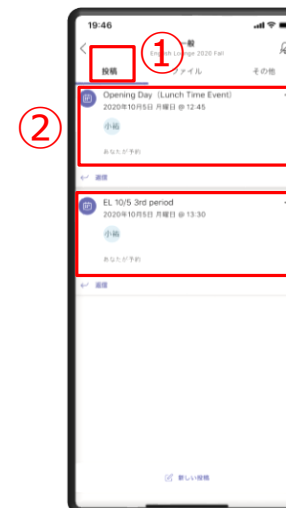 19:46
①
一般
English Lounge 2020 Fall
投稿
ファイル
その他
②
Opening Day (Lunch Time Event)
2020年10月5日 月曜日 @ 12:45
小嶋
あなたが予約
返信
EL 10/5 3rd period
2020年10月5日 月曜日 @ 13:30
あなたが予約
返信
新しい投稿